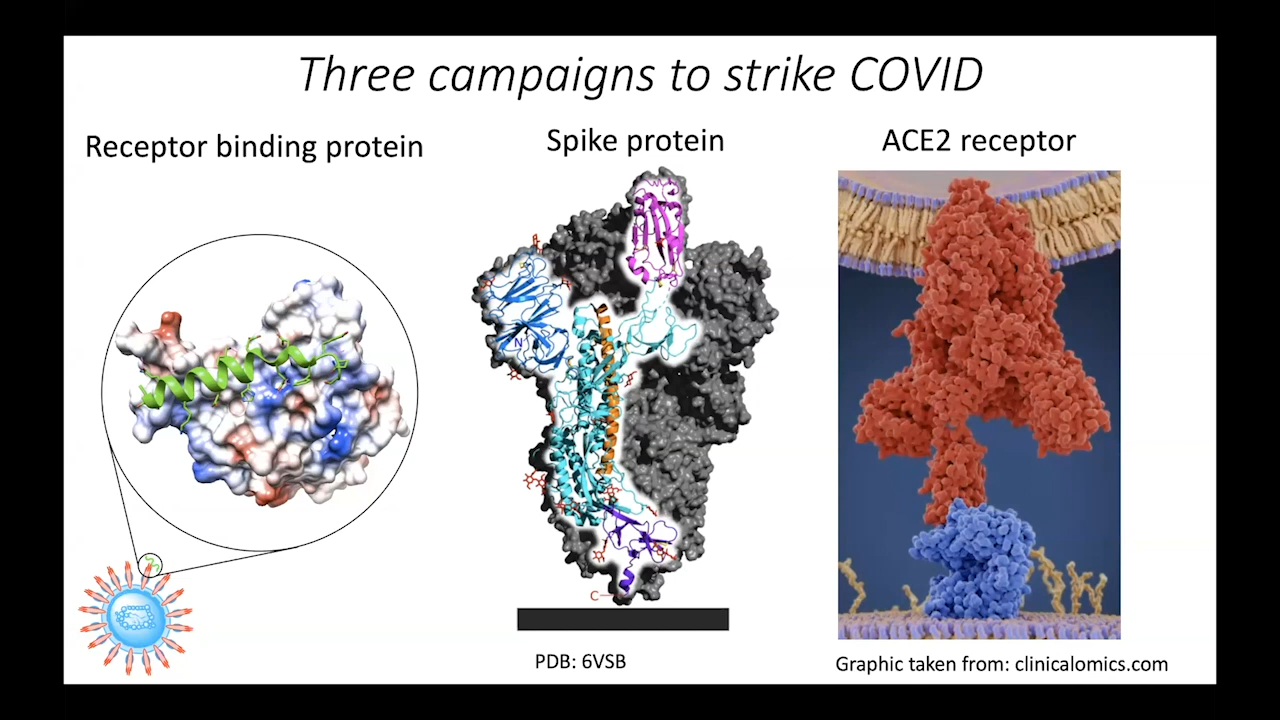 Three campaigns to strike COVID
Receptor binding protein
Spike protein
ACE2 receptor
N
C
PDB: 6VSB
Graphic taken from: clinicalomics.com